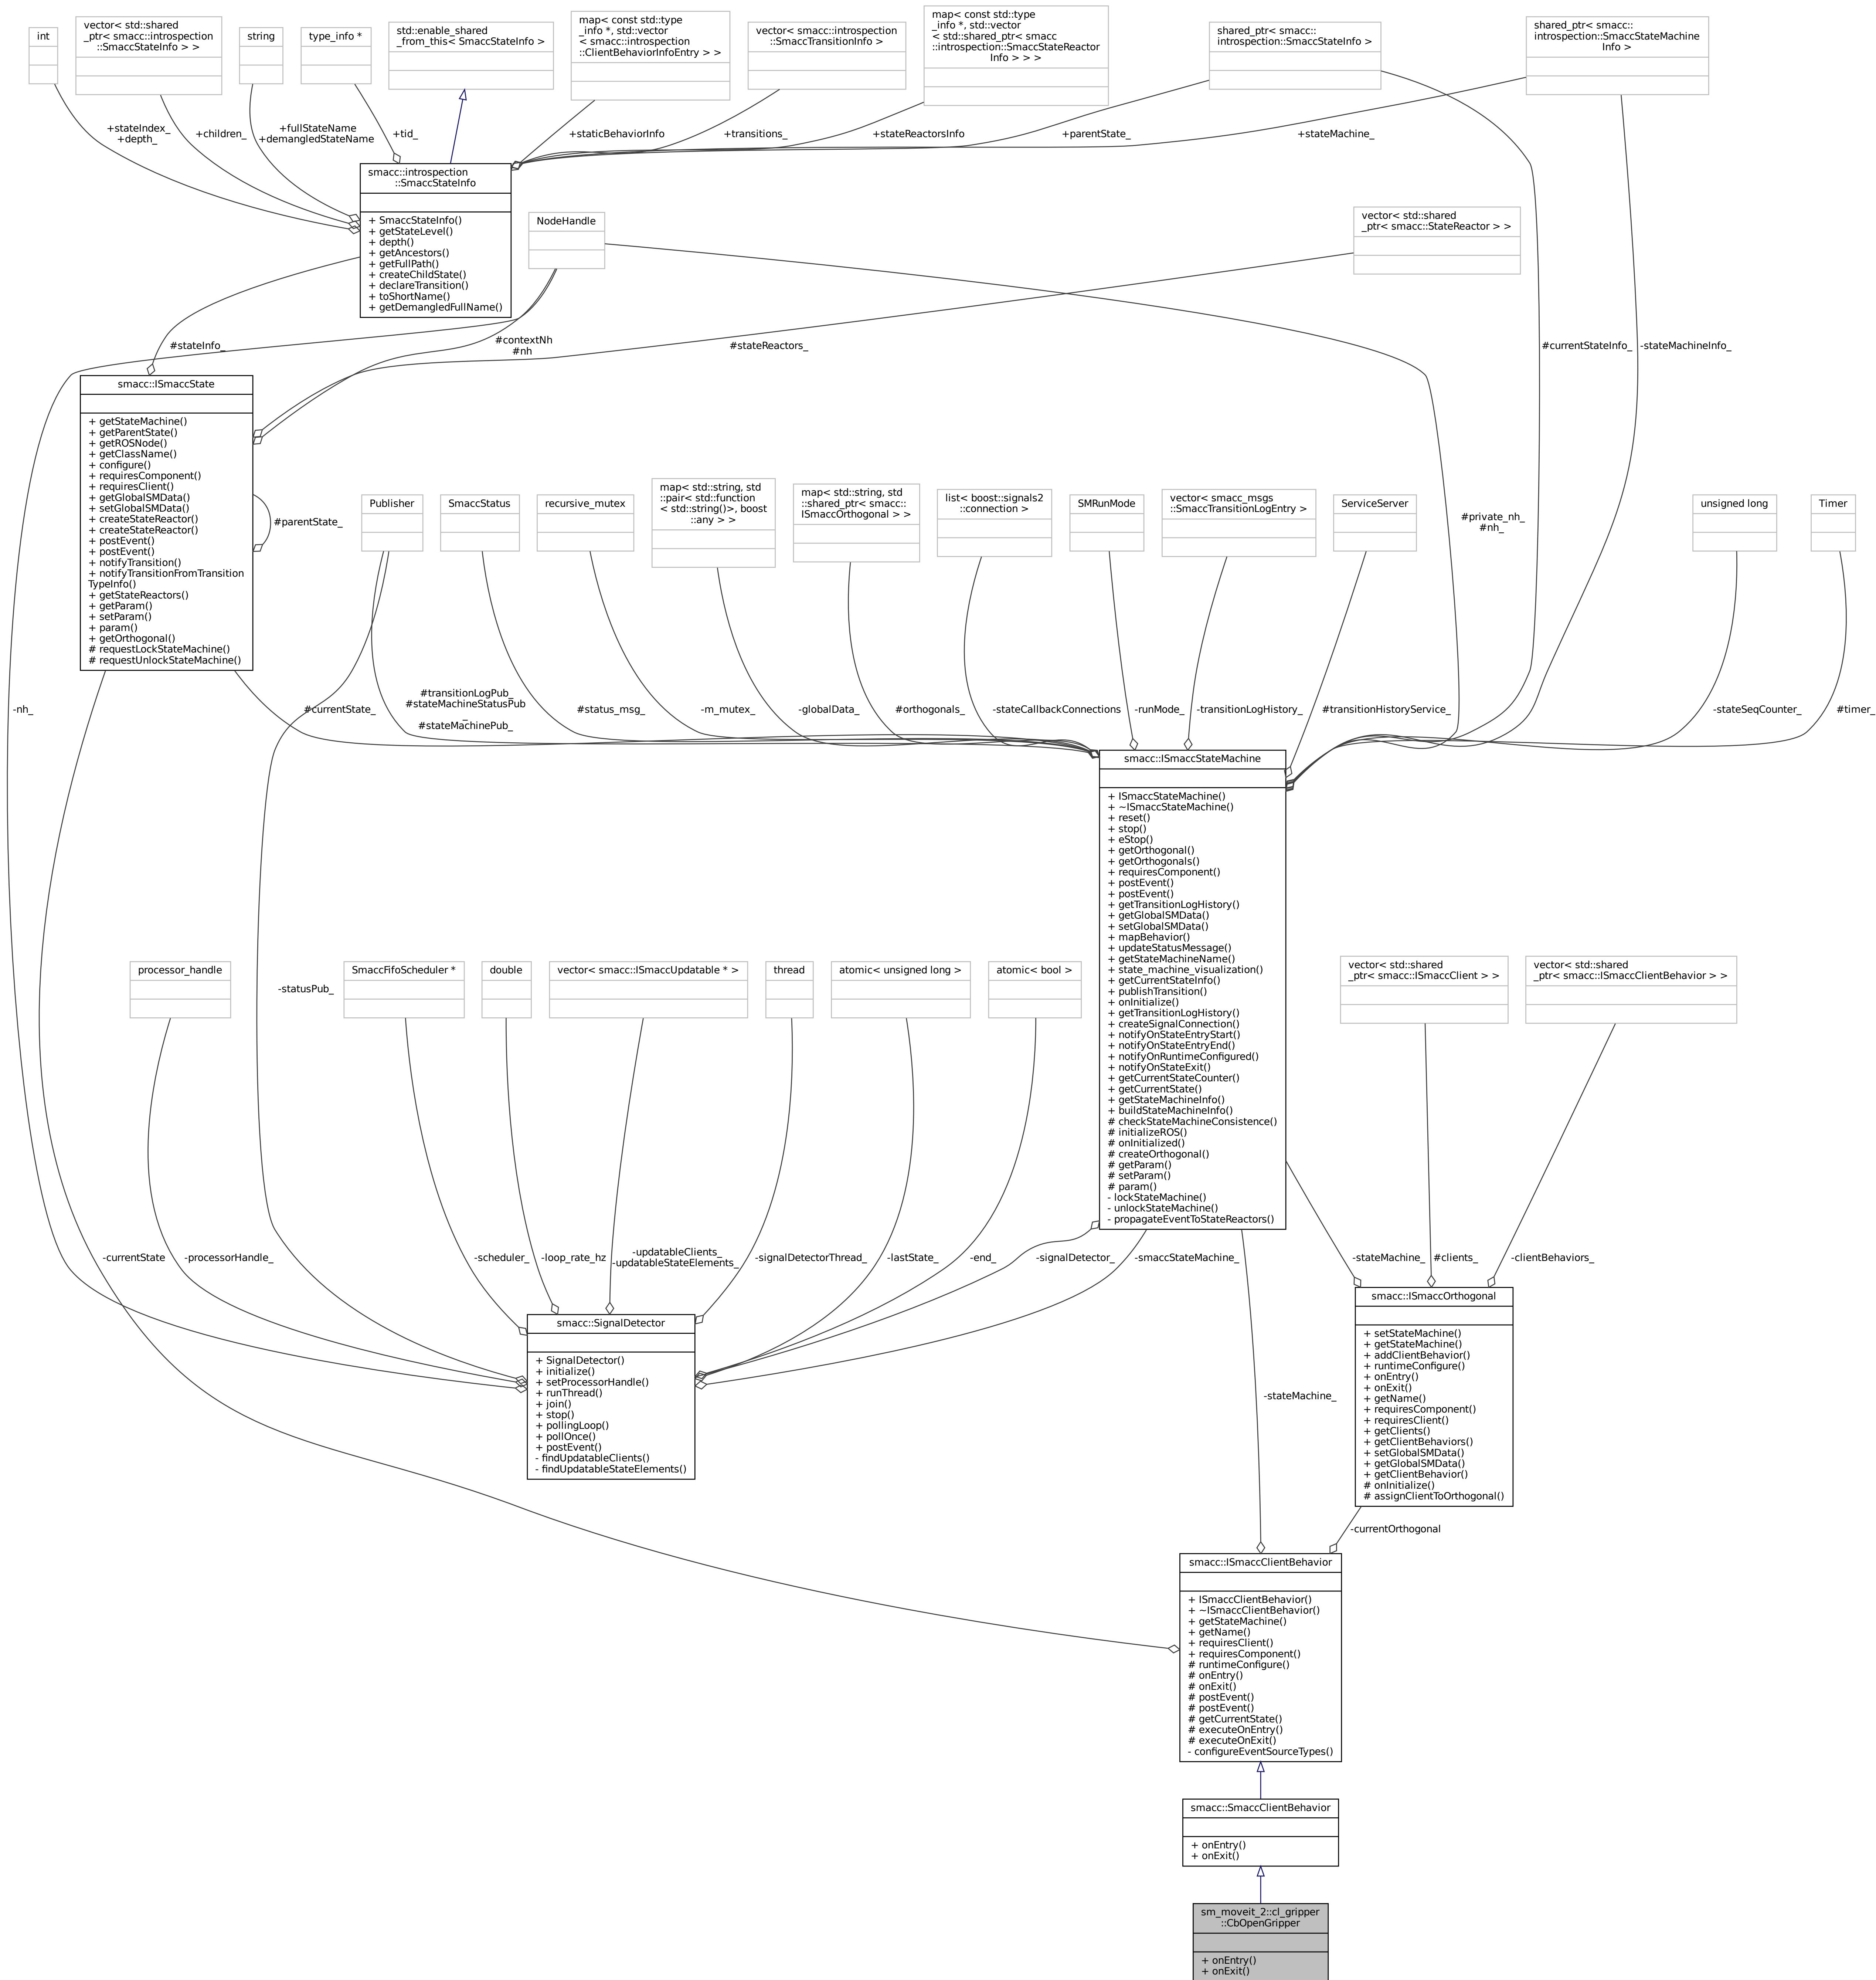 int
vector< std::shared
_ptr< smacc::introspection
::SmaccStateInfo > >
string
type_info *
std::enable_shared
_from_this< SmaccStateInfo >
map< const std::type
_info *, std::vector
< smacc::introspection
::ClientBehaviorInfoEntry > >
vector< smacc::introspection
::SmaccTransitionInfo >
map< const std::type
_info *, std::vector
< std::shared_ptr< smacc
::introspection::SmaccStateReactor
Info > > >
shared_ptr< smacc::
introspection::SmaccStateInfo >
shared_ptr< smacc::
introspection::SmaccStateMachine
Info >
+stateIndex_
+depth_
+children_
+fullStateName
+demangledStateName
+tid_
+staticBehaviorInfo
+transitions_
+stateReactorsInfo
+parentState_
+stateMachine_
smacc::introspection
::SmaccStateInfo
+ SmaccStateInfo()
+ getStateLevel()
+ depth()
+ getAncestors()
+ getFullPath()
+ createChildState()
+ declareTransition()
+ toShortName()
+ getDemangledFullName()
NodeHandle
vector< std::shared
_ptr< smacc::StateReactor > >
#stateInfo_
#contextNh
#nh
#stateReactors_
#currentStateInfo_
-stateMachineInfo_
smacc::ISmaccState
+ getStateMachine()
+ getParentState()
+ getROSNode()
+ getClassName()
+ configure()
+ requiresComponent()
+ requiresClient()
+ getGlobalSMData()
+ setGlobalSMData()
+ createStateReactor()
+ createStateReactor()
+ postEvent()
+ postEvent()
+ notifyTransition()
+ notifyTransitionFromTransition
TypeInfo()
+ getStateReactors()
+ getParam()
+ setParam()
+ param()
+ getOrthogonal()
# requestLockStateMachine()
# requestUnlockStateMachine()
#parentState_
Publisher
SmaccStatus
recursive_mutex
map< std::string, std
::pair< std::function
< std::string()>, boost
::any > >
map< std::string, std
::shared_ptr< smacc::
ISmaccOrthogonal > >
list< boost::signals2
::connection >
SMRunMode
vector< smacc_msgs
::SmaccTransitionLogEntry >
ServiceServer
#private_nh_
#nh_
unsigned long
Timer
-nh_
#currentState_
#transitionLogPub_
#stateMachineStatusPub
_
#stateMachinePub_
#status_msg_
-m_mutex_
-globalData_
#orthogonals_
-stateCallbackConnections
-runMode_
-transitionLogHistory_
#transitionHistoryService_
-stateSeqCounter_
#timer_
smacc::ISmaccStateMachine
+ ISmaccStateMachine()
+ ~ISmaccStateMachine()
+ reset()
+ stop()
+ eStop()
+ getOrthogonal()
+ getOrthogonals()
+ requiresComponent()
+ postEvent()
+ postEvent()
+ getTransitionLogHistory()
+ getGlobalSMData()
+ setGlobalSMData()
+ mapBehavior()
+ updateStatusMessage()
+ getStateMachineName()
+ state_machine_visualization()
+ getCurrentStateInfo()
+ publishTransition()
+ onInitialize()
+ getTransitionLogHistory()
+ createSignalConnection()
+ notifyOnStateEntryStart()
+ notifyOnStateEntryEnd()
+ notifyOnRuntimeConfigured()
+ notifyOnStateExit()
+ getCurrentStateCounter()
+ getCurrentState()
+ getStateMachineInfo()
+ buildStateMachineInfo()
# checkStateMachineConsistence()
# initializeROS()
# onInitialized()
# createOrthogonal()
# getParam()
# setParam()
# param()
- lockStateMachine()
- unlockStateMachine()
- propagateEventToStateReactors()
processor_handle
-statusPub_
SmaccFifoScheduler *
double
vector< smacc::ISmaccUpdatable * >
thread
atomic< unsigned long >
atomic< bool >
vector< std::shared
_ptr< smacc::ISmaccClient > >
vector< std::shared
_ptr< smacc::ISmaccClientBehavior > >
-currentState
-processorHandle_
-scheduler_
-loop_rate_hz
-updatableClients_
-updatableStateElements_
-signalDetectorThread_
-lastState_
-end_
-signalDetector_
-smaccStateMachine_
-stateMachine_
#clients_
-clientBehaviors_
smacc::SignalDetector
+ SignalDetector()
+ initialize()
+ setProcessorHandle()
+ runThread()
+ join()
+ stop()
+ pollingLoop()
+ pollOnce()
+ postEvent()
- findUpdatableClients()
- findUpdatableStateElements()
smacc::ISmaccOrthogonal
+ setStateMachine()
+ getStateMachine()
+ addClientBehavior()
+ runtimeConfigure()
+ onEntry()
+ onExit()
+ getName()
+ requiresComponent()
+ requiresClient()
+ getClients()
+ getClientBehaviors()
+ setGlobalSMData()
+ getGlobalSMData()
+ getClientBehavior()
# onInitialize()
# assignClientToOrthogonal()
-stateMachine_
-currentOrthogonal
smacc::ISmaccClientBehavior
+ ISmaccClientBehavior()
+ ~ISmaccClientBehavior()
+ getStateMachine()
+ getName()
+ requiresClient()
+ requiresComponent()
# runtimeConfigure()
# onEntry()
# onExit()
# postEvent()
# postEvent()
# getCurrentState()
# executeOnEntry()
# executeOnExit()
- configureEventSourceTypes()
smacc::SmaccClientBehavior
+ onEntry()
+ onExit()
sm_moveit_2::cl_gripper
::CbOpenGripper
+ onEntry()
+ onExit()